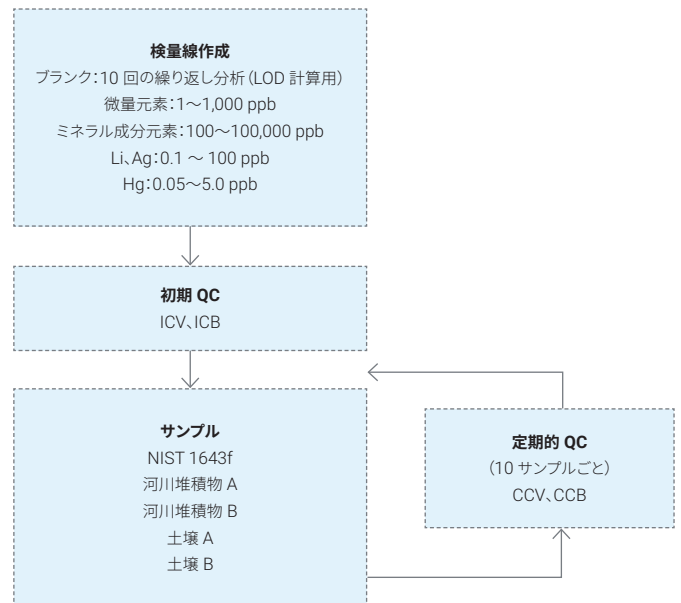 検量線作成
ブランク：10 回の繰り返し分析（LOD 計算用）
微量元素：1～1,000 ppb
ミネラル成分元素：100～100,000 ppb
Li、Ag：0.1 ～ 100 ppb
Hg：0.05～5.0 ppb
初期 QC
ICV、ICB
サンプル
NIST 1643f
河川堆積物 A
河川堆積物 B
土壌 A
土壌 B
定期的 QC
（10 サンプルごと）
CCV、CCB